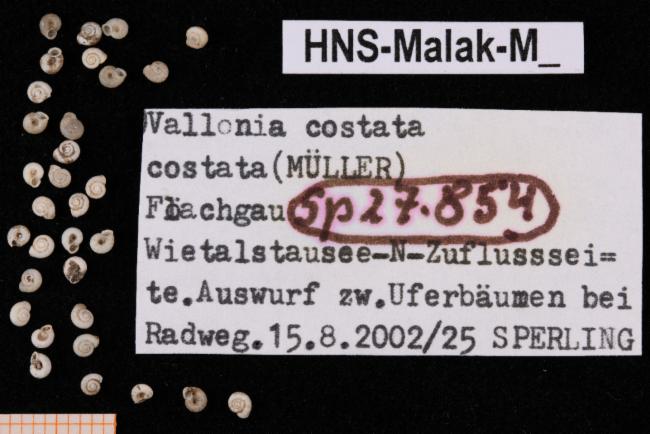 HNS-Malak-M_
Vallonia costata
costata(MÜLLER)
Flachgau Sp27.854
Wietalstausee-N-Zuflusssei=
te.Auswurf zw.Uferbäumen bei
Radweg.15.8.2002/25 SPERLING